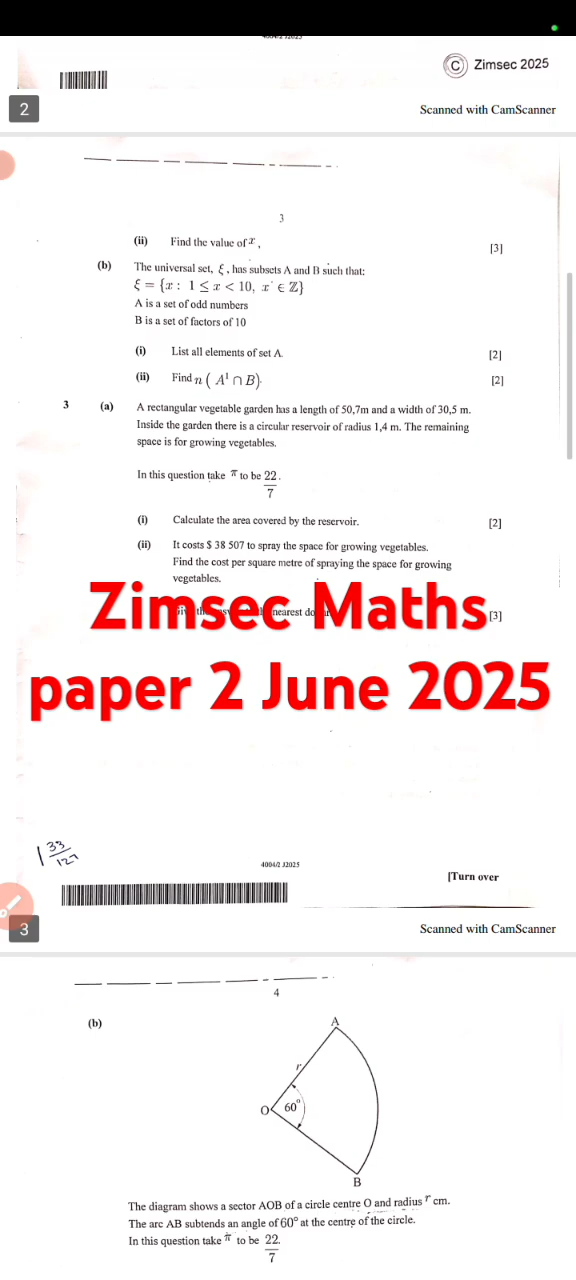 4004/2 J2025
C Zimsec 2025
2
Scanned with CamScanner
3
(ii) Find the value of x, [3]
(b) The universal set, ξ, has subsets A and B such that:
ξ = {x : 1 ≤ x < 10, x ∈ ℤ}
A is a set of odd numbers
B is a set of factors of 10
(i) List all elements of set A. [2]
(ii) Find n ( A¹ ∩ B). [2]
3 (a) A rectangular vegetable garden has a length of 50,7m and a width of 30,5 m.
Inside the garden there is a circular reservoir of radius 1,4 m. The remaining
space is for growing vegetables.
In this question take π to be 22.
7
(i) Calculate the area covered by the reservoir. [2]
(ii) It costs $ 38 507 to spray the space for growing vegetables.
Find the cost per square metre of spraying the space for growing
vegetables.
nearest [3]
Zimsec Maths
paper 2 June 2025
1 33/127
4004/2 J2025
[Turn over
3
Scanned with CamScanner
4
(b)
A
r
O 60°
B
The diagram shows a sector AOB of a circle centre O and radius r cm.
The arc AB subtends an angle of 60° at the centre of the circle.
In this question take π to be 22.
7